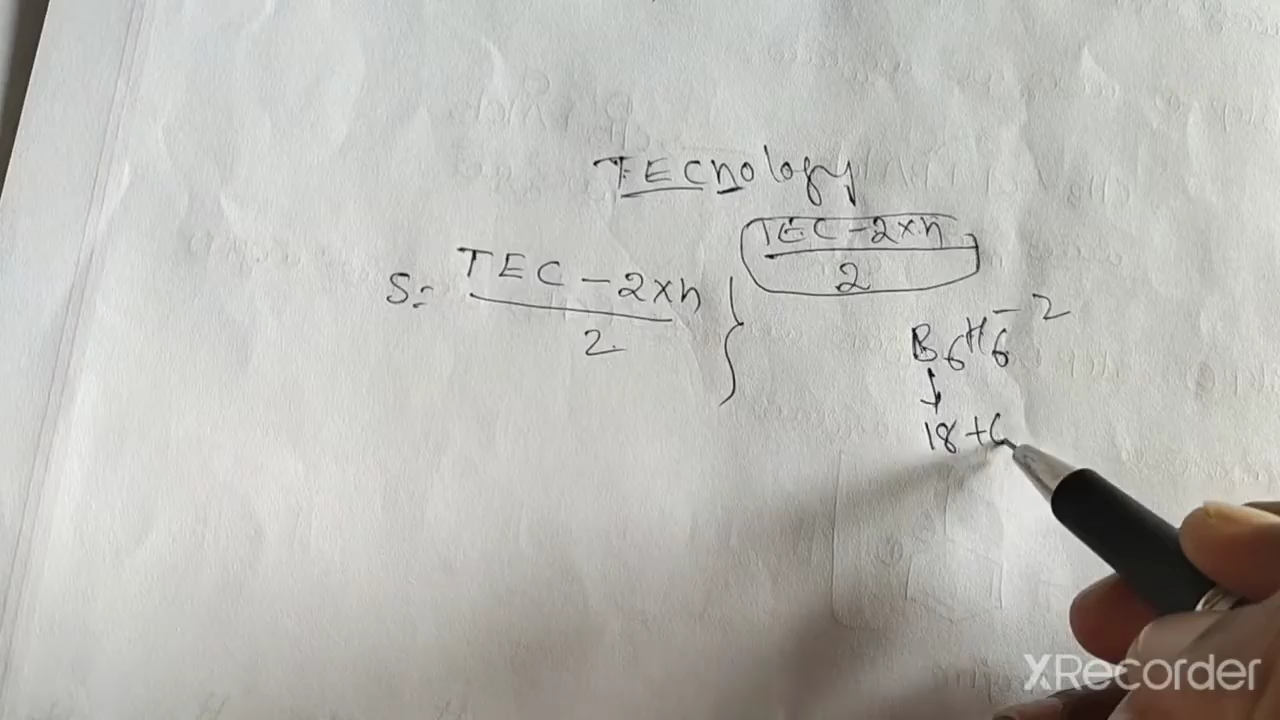 TECnology
TEC - 2xn
2
S= TEC - 2xn
2
}
B6H6 -2
↓
18 + 6
XRecorder